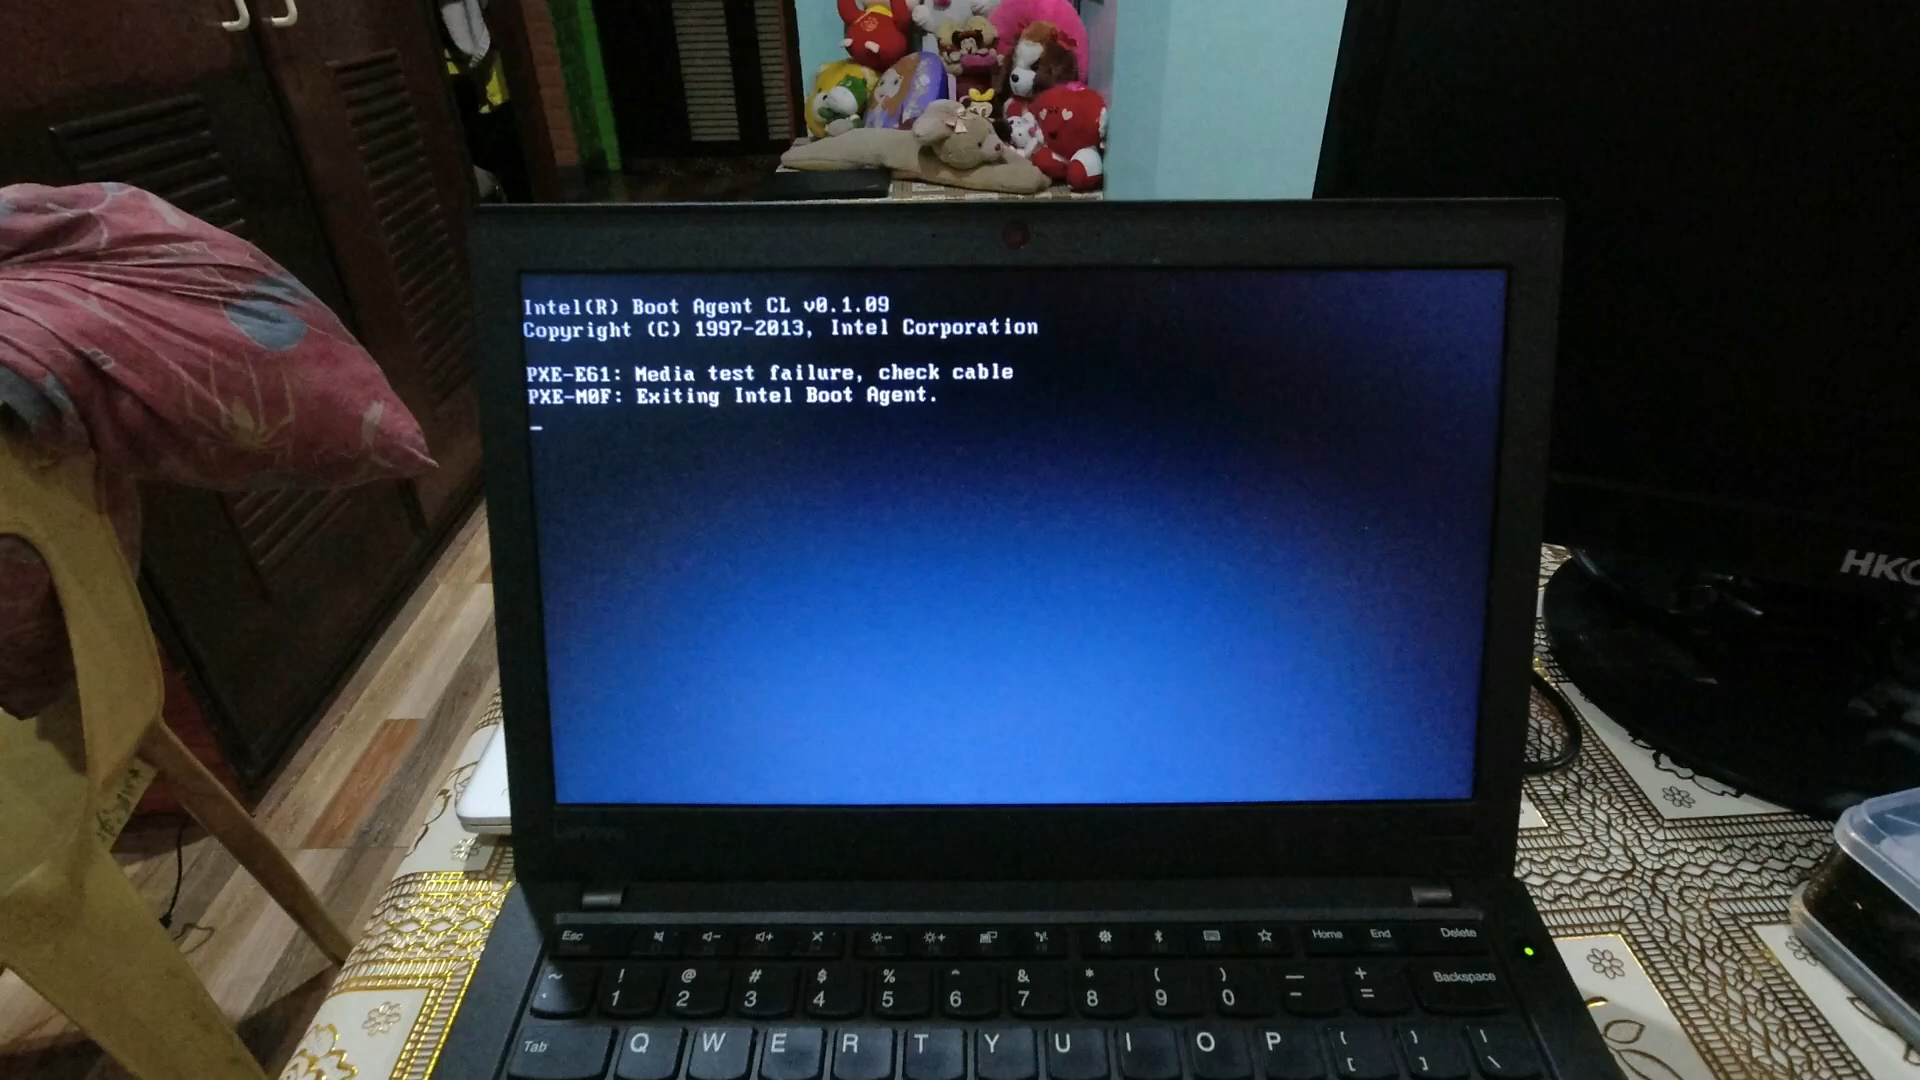 Intel(R) Boot Agent CL v0.1.09
Copyright (C) 1997-2013, Intel Corporation
PXE-E61: Media test failure, check cable
PXE-M0F: Exiting Intel Boot Agent.
_
HKC
Lenovo
Esc Home End Delete
~ ! @ # $ % ^ & * ( ) — +
` 1 2 3 4 5 6 7 8 9 0 - = Backspace
Tab Q W E R T Y U I O P { [ } ] | \